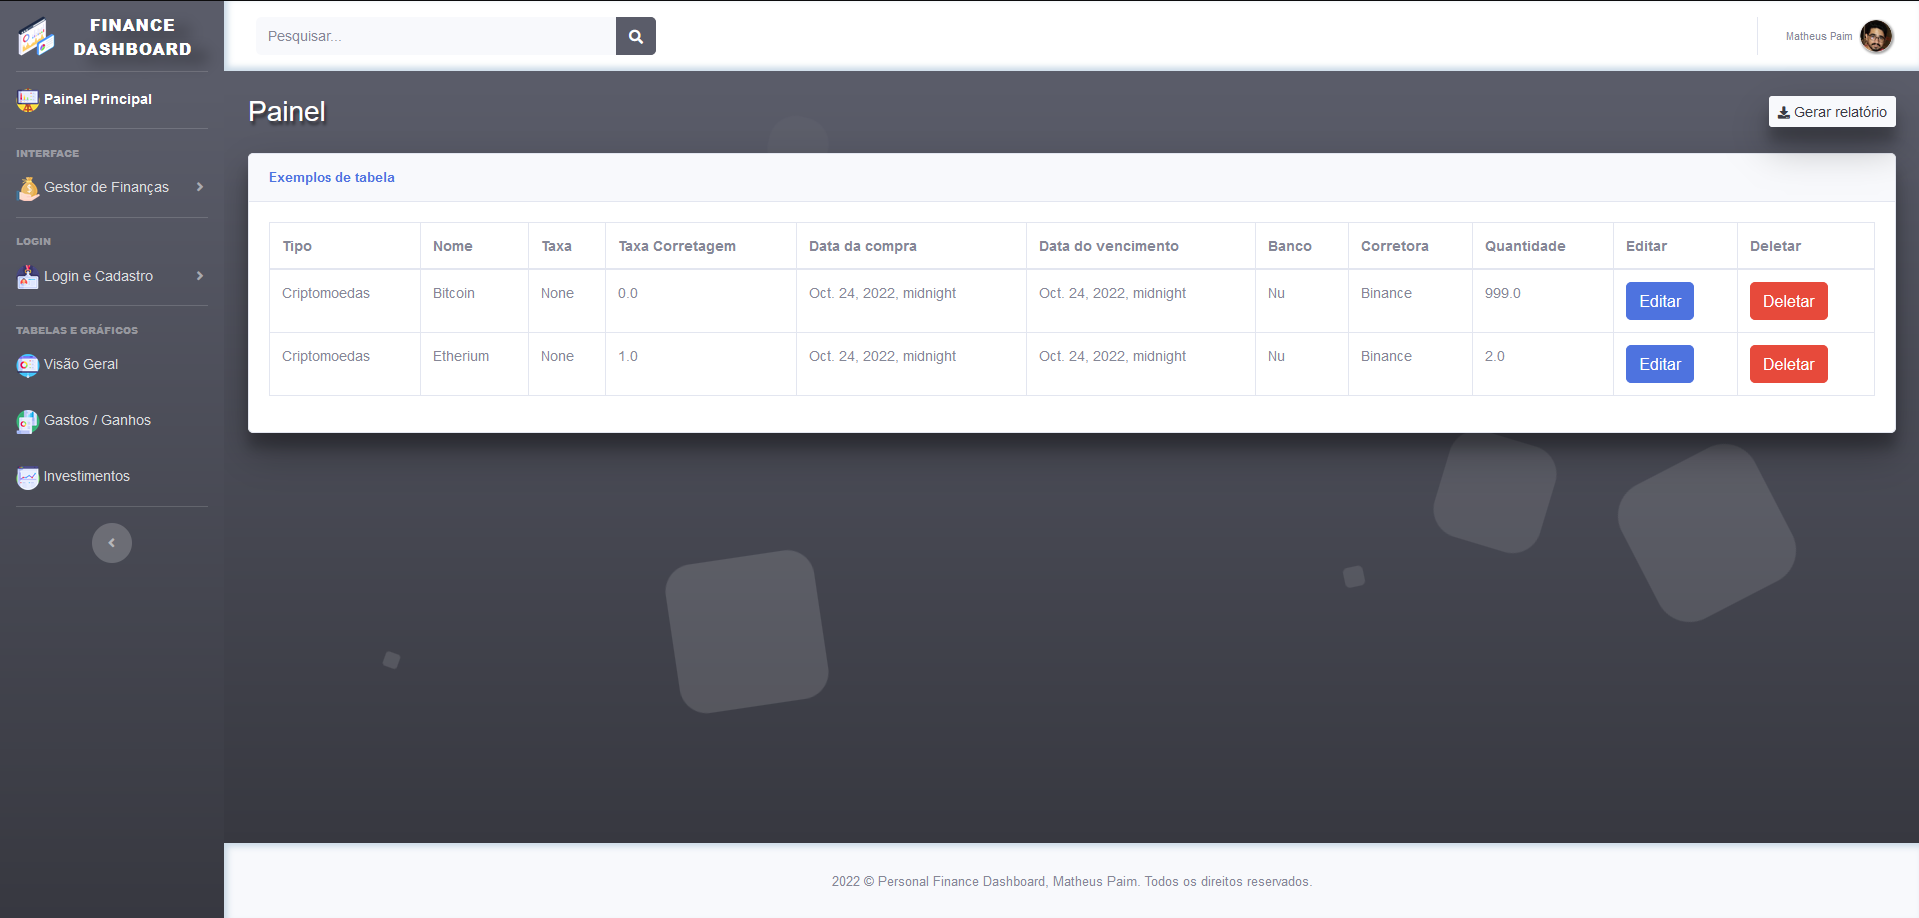 FINANCE
DASHBOARD
Painel Principal
INTERFACE
Gestor de Finanças
LOGIN
Login e Cadastro
TABELAS E GRÁFICOS
Visão Geral
Gastos / Ganhos
Investimentos
Pesquisar...
Matheus Paim
Painel
Gerar relatório
Exemplos de tabela
Tipo Nome Taxa Taxa Corretagem Data da compra Data do vencimento Banco Corretora Quantidade Editar Deletar
Criptomoedas Bitcoin None 0.0 Oct. 24, 2022, midnight Oct. 24, 2022, midnight Nu Binance 999.0 Editar Deletar
Criptomoedas Etherium None 1.0 Oct. 24, 2022, midnight Oct. 24, 2022, midnight Nu Binance 2.0 Editar Deletar
2022 © Personal Finance Dashboard, Matheus Paim. Todos os direitos reservados.